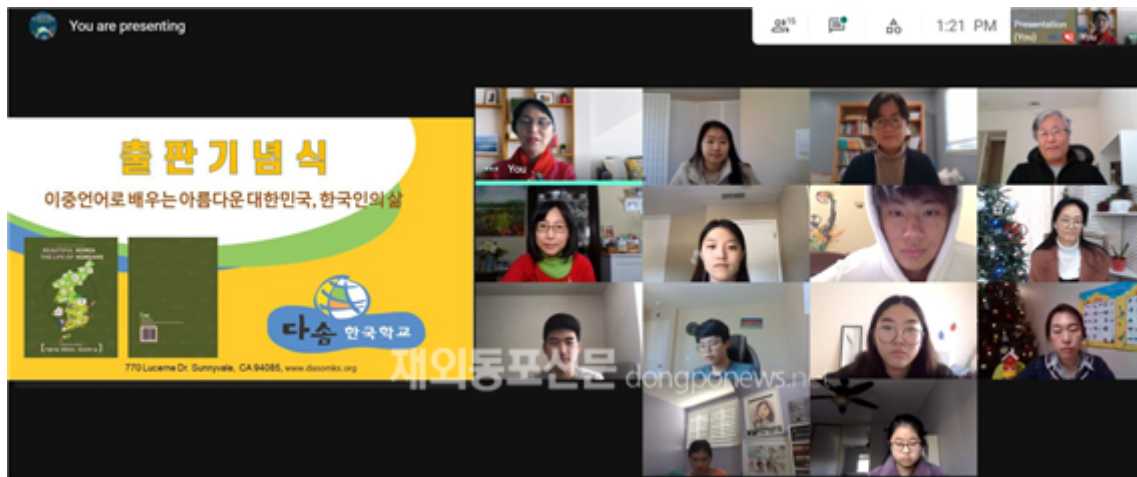 You are presenting
15
1:21 PM
Presentation
(You)
You
출판기념식
이중언어로 배우는 아름다운 대한민국, 한국인의 삶
BEAUTIFUL KOREA
THE LIFE OF KOREANS
다솜 한국학교
770 Lucerne Dr. Sunnyvale, CA 94085, www.dasomks.org
You
재외동포신문 dongponews.net